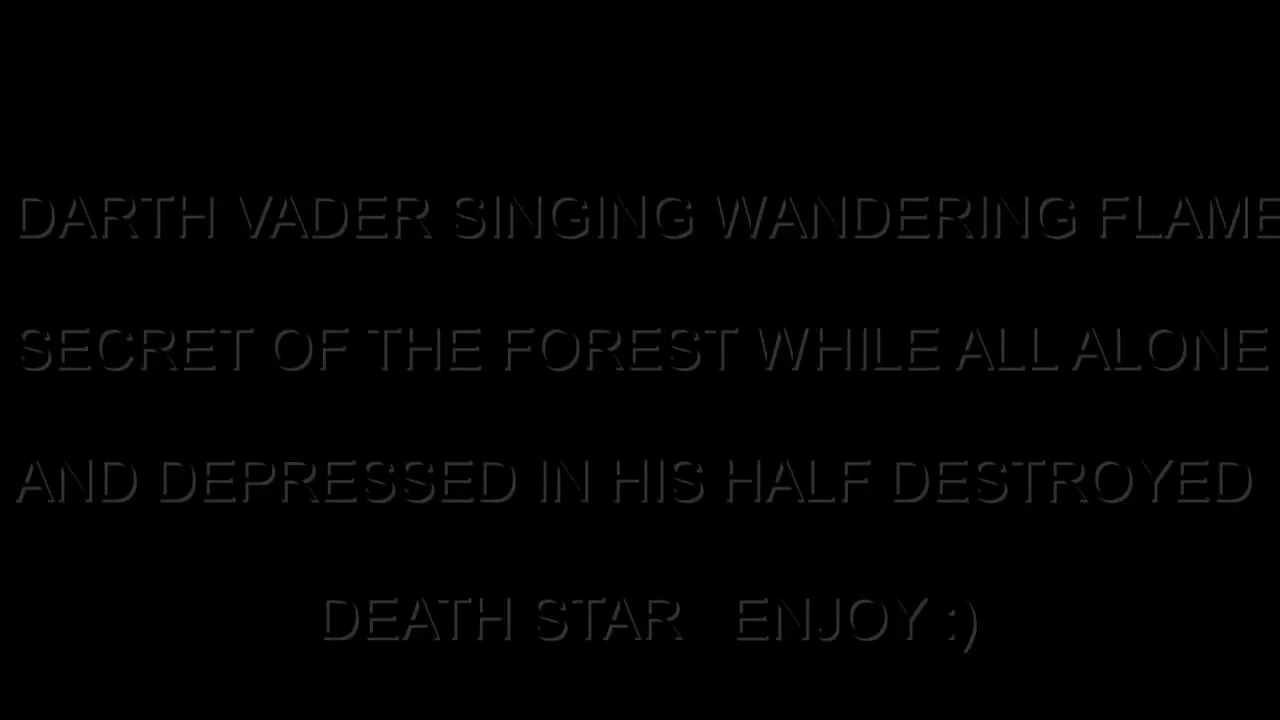 DARTH VADER SINGING WANDERING FLAME
SECRET OF THE FOREST WHILE ALL ALONE
AND DEPRESSED IN HIS HALF DESTROYED
DEATH STAR ENJOY :)